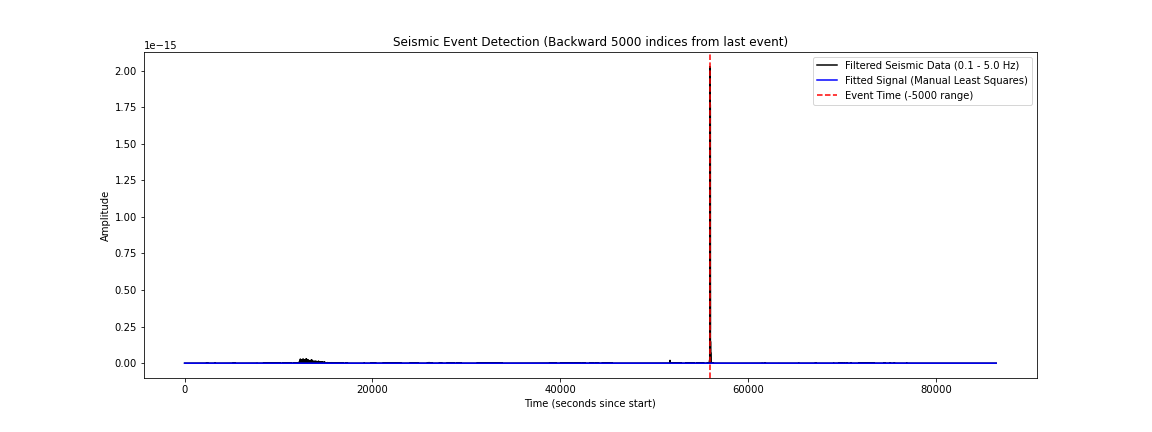 Seismic Event Detection (Backward 5000 indices from last event)
1e−15
2.00
1.75
1.50
1.25
1.00
0.75
0.50
0.25
0.00
Amplitude
Filtered Seismic Data (0.1 - 5.0 Hz)
Fitted Signal (Manual Least Squares)
Event Time (-5000 range)
0 20000 40000 60000 80000
Time (seconds since start)